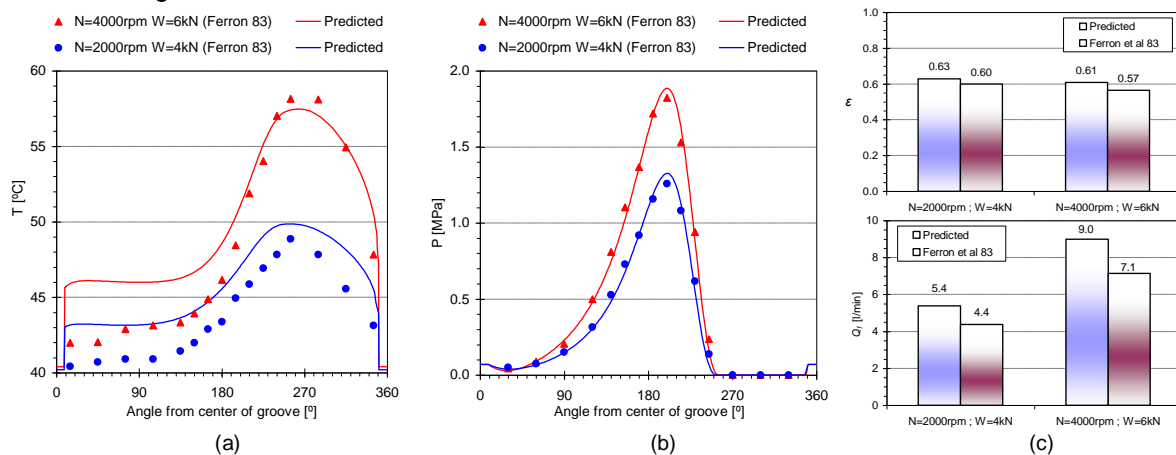 N=4000rpm W=6kN (Ferron 83) Predicted
N=2000rpm W=4kN (Ferron 83) Predicted
60
55
50
45
40
T [ºC]
0 90 180 270 360
Angle from center of groove [º]
(a)
N=4000rpm W=6kN (Ferron 83) Predicted
N=2000rpm W=4kN (Ferron 83) Predicted
2.0
1.5
1.0
0.5
0.0
P [MPa]
0 90 180 270 360
Angle from center of groove [º]
(b)
Predicted
Ferron et al 83
1.0
0.8
0.6
0.4
0.2
0.0
ε
0.63 0.60 0.61 0.57
N=2000rpm ; W=4kN N=4000rpm ; W=6kN
Predicted
Ferron et al 83
10
8
6
4
2
0
5.4 4.4 9.0 7.1
N=2000rpm ; W=4kN N=4000rpm ; W=6kN
(c)